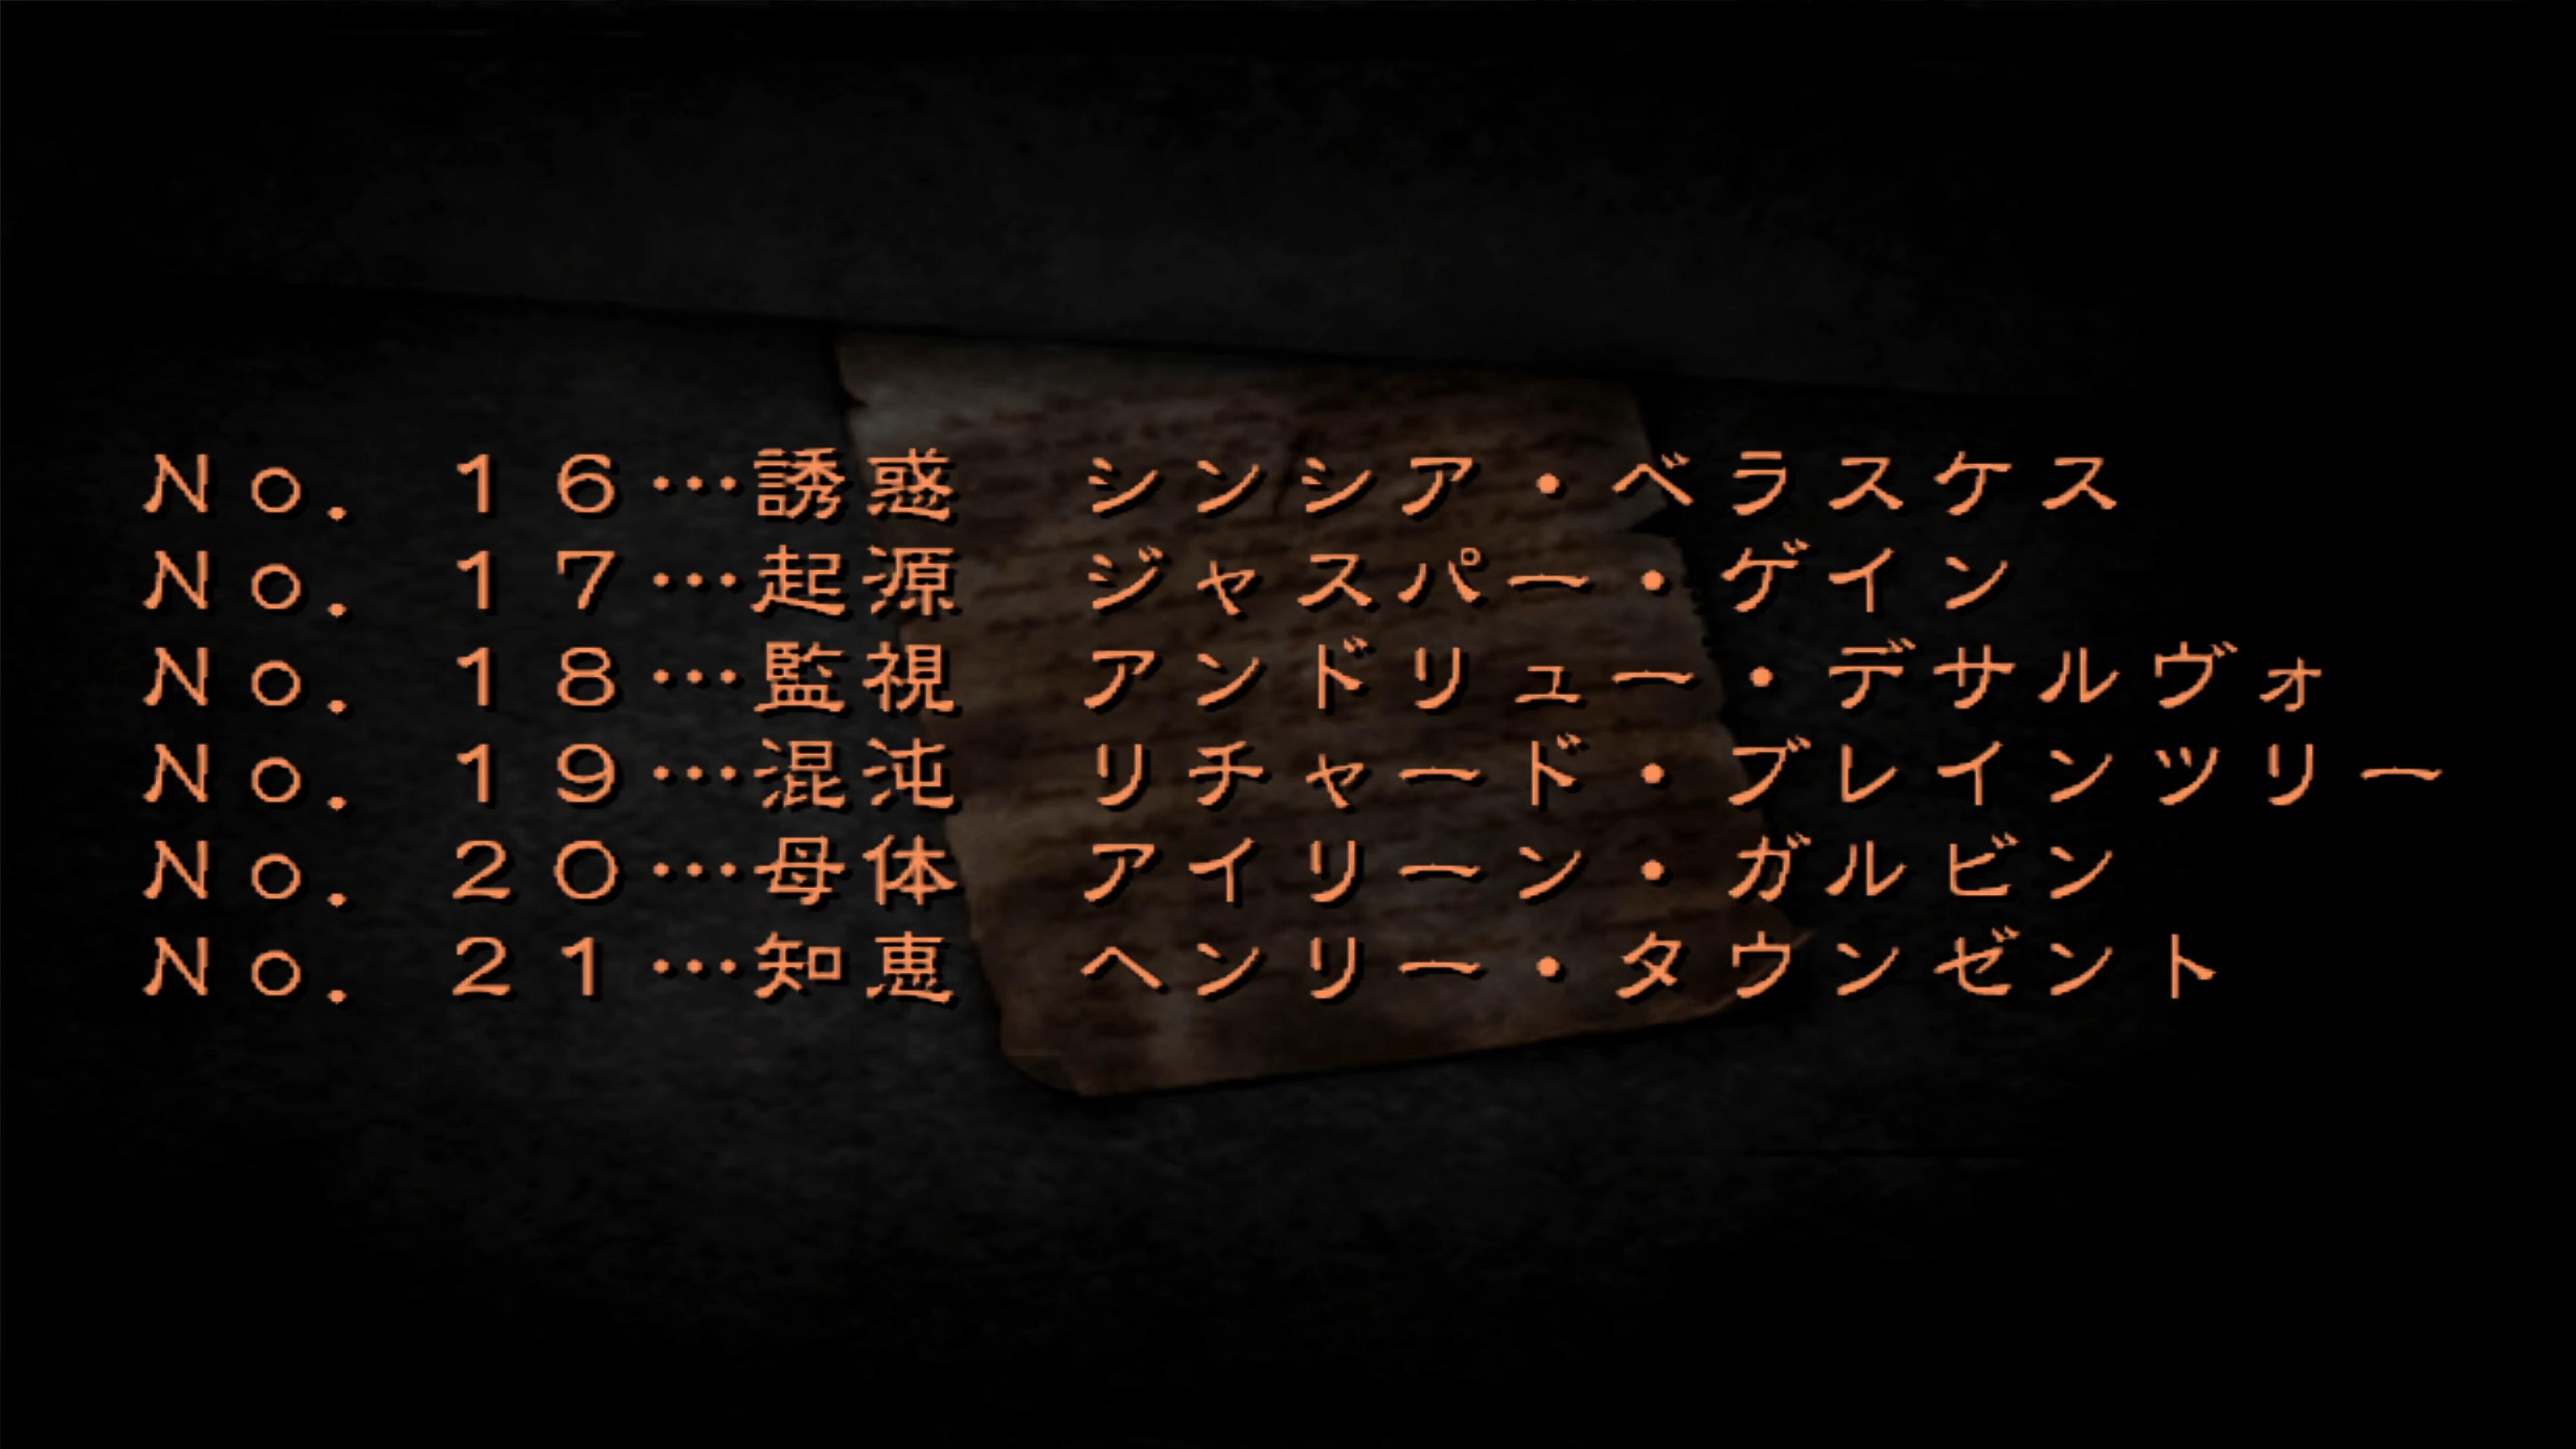 Ｎｏ．１６…誘惑　シンシア・ベラスケス
Ｎｏ．１７…起源　ジャスパー・ゲイン
Ｎｏ．１８…監視　アンドリュー・デサルヴォ
Ｎｏ．１９…混沌　リチャード・ブレインツリー
Ｎｏ．２０…母体　アイリーン・ガルビン
Ｎｏ．２１…知恵　ヘンリー・タウンゼント